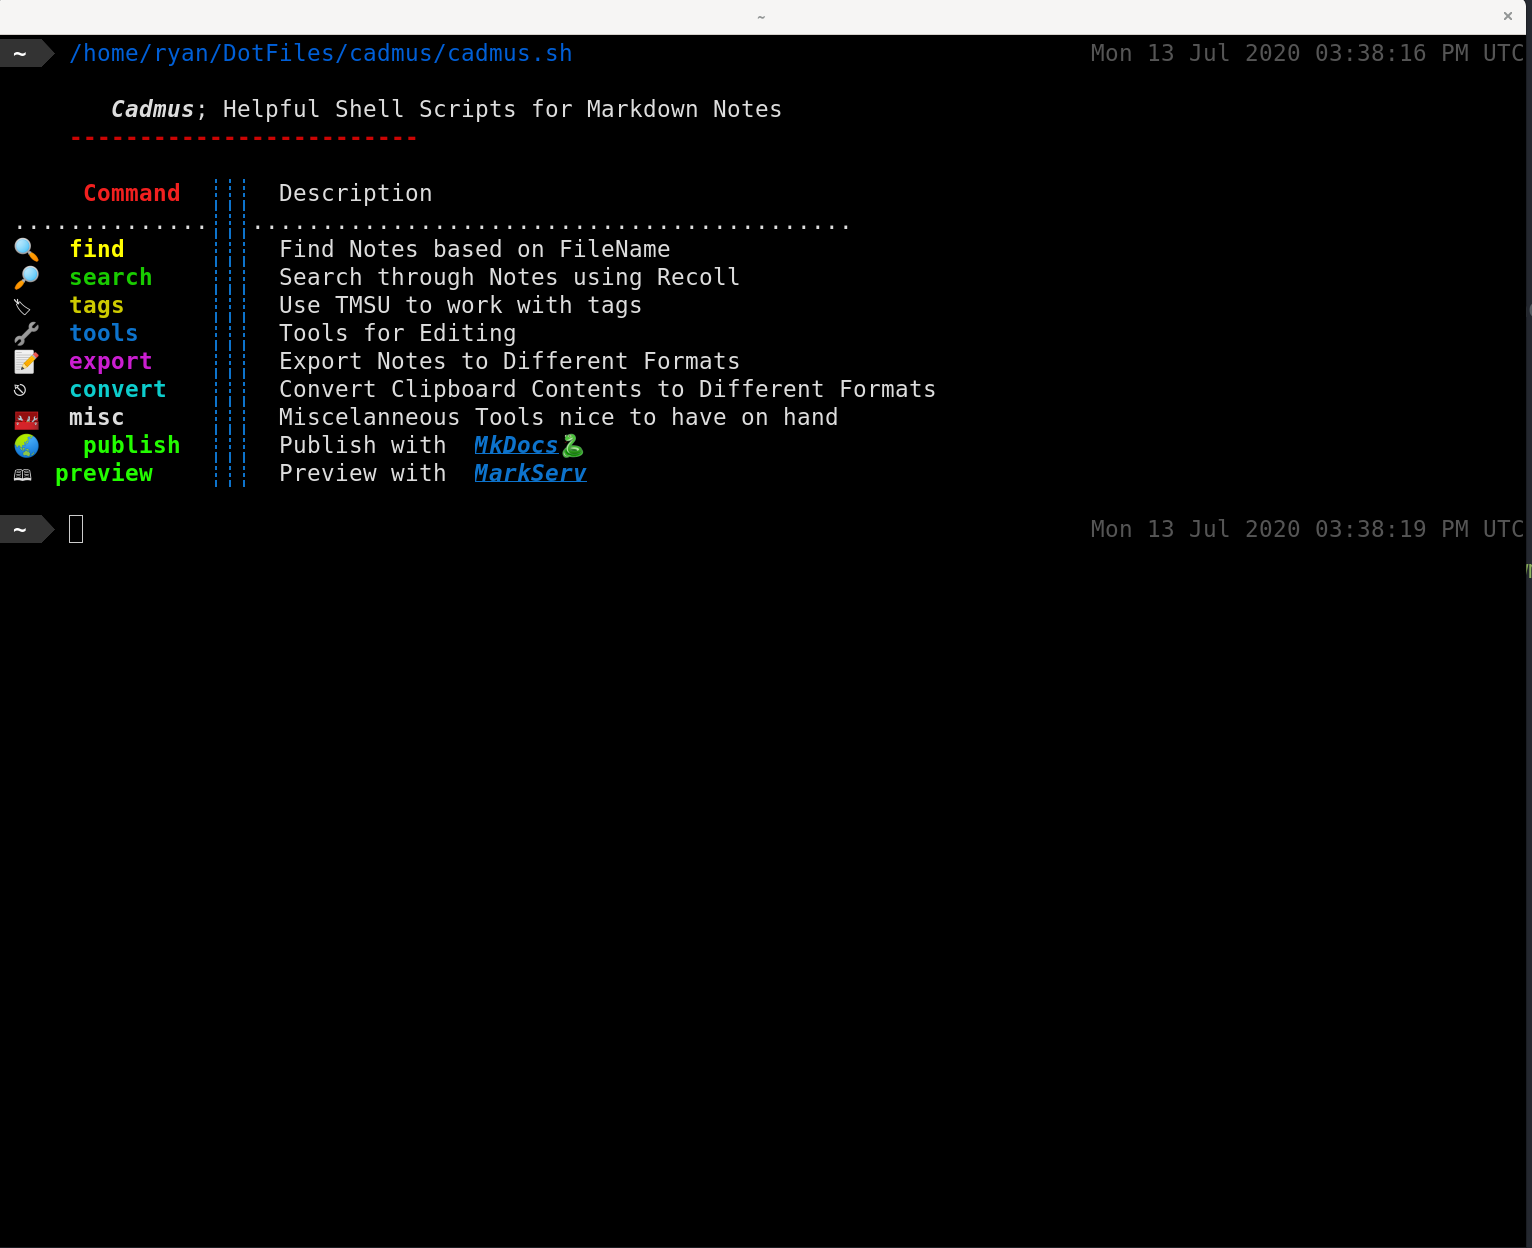 ~
~ /home/ryan/DotFiles/cadmus/cadmus.sh Mon 13 Jul 2020 03:38:16 PM UTC
Cadmus; Helpful Shell Scripts for Markdown Notes
-------------------------
Command ┊┊┊ Description
..............┊┊┊...........................................
🔍 find ┊┊┊ Find Notes based on FileName
🔎 search ┊┊┊ Search through Notes using Recoll
🏷 tags ┊┊┊ Use TMSU to work with tags
🔧 tools ┊┊┊ Tools for Editing
📝 export ┊┊┊ Export Notes to Different Formats
⎋ convert ┊┊┊ Convert Clipboard Contents to Different Formats
🧰 misc ┊┊┊ Miscelanneous Tools nice to have on hand
🌏 publish ┊┊┊ Publish with MkDocs🐍
🕮 preview ┊┊┊ Preview with MarkServ
~ Mon 13 Jul 2020 03:38:19 PM UTC